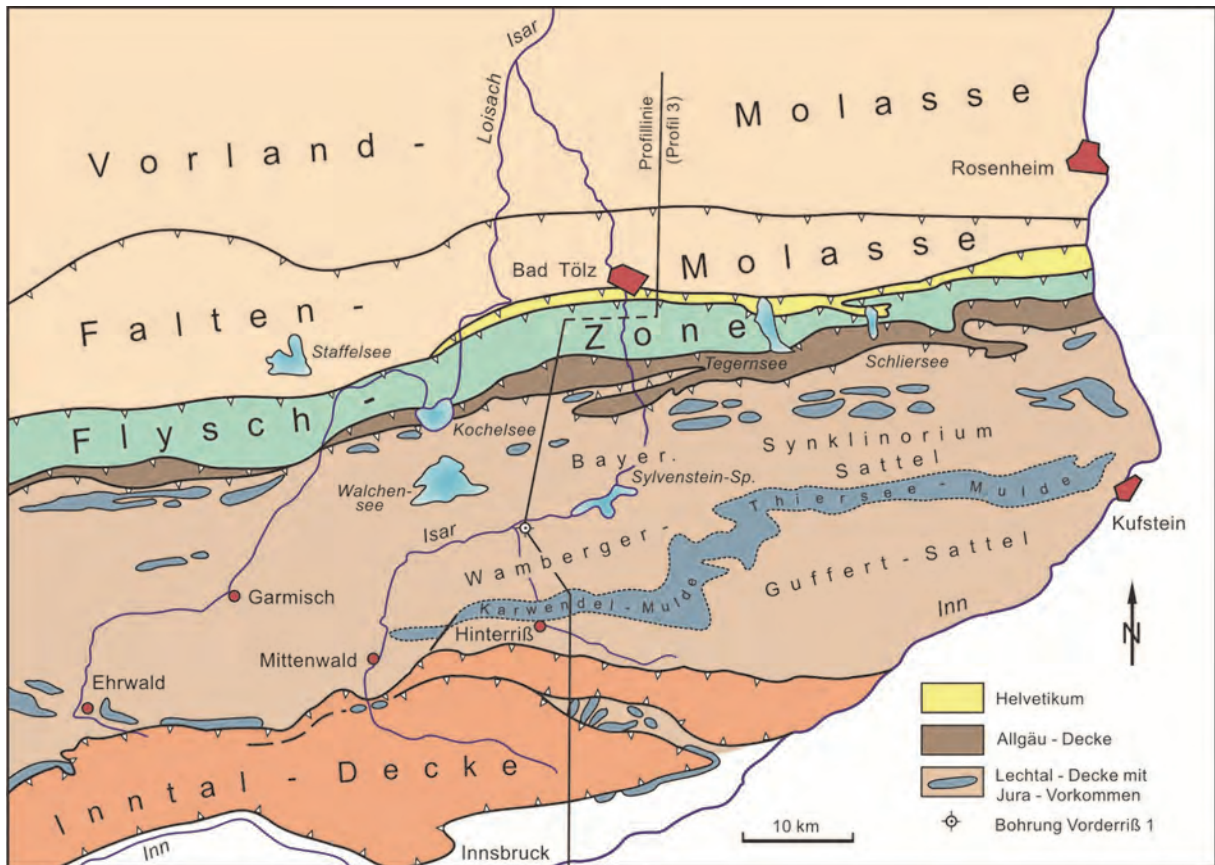 Isar
Loisach
Profillinie
(Profil 3)
Vorland - Molasse
Rosenheim
Bad Tölz
Falten - Molasse
Staffelsee
Flysch - Zone
Tegernsee
Schliersee
Kochelsee
Bayer. Synklinorium
Walchen-
see
Sylvenstein-Sp.
Isar
Wamberger - Sattel
Thiersee - Mulde
Kufstein
Guffert - Sattel
Karwendel - Mulde
Garmisch
Hinterriß
Inn
N
Mittenwald
Ehrwald
Inntal - Decke
Inn
Innsbruck
10 km
Helvetikum
Allgäu - Decke
Lechtal - Decke mit
Jura - Vorkommen
Bohrung Vorderriß 1